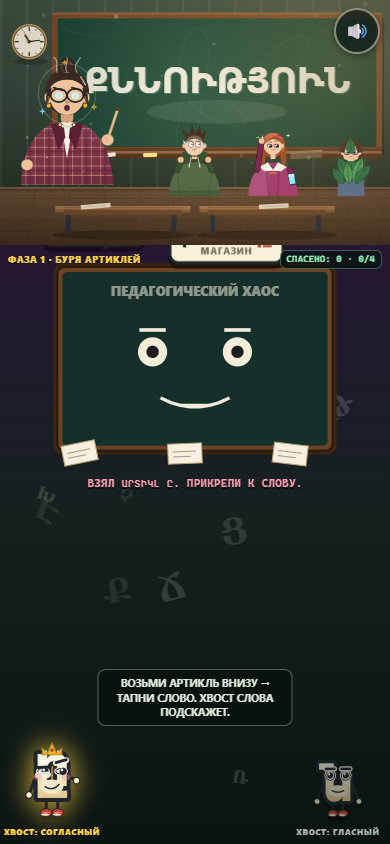 ՔՆՆՈՒԹՅՈՒՆ
МАГАЗИН
ФАЗА 1 · БУРЯ АРТИКЛЕЙ
СПАСЕНО: 0 · 0/4
ПЕДАГОГИЧЕСКИЙ ХАОС
ВЗЯЛ ԱՐՏԻԿԼ Ը. ПРИКРЕПИ К СЛОВУ.
Խ
Է
Ց
Ք
Ճ
ВОЗЬМИ АРТИКЛЬ ВНИЗУ →
ТАПНИ СЛОВО. ХВОСТ СЛОВА
ПОДСКАЖЕТ.
Ռ
ХВОСТ: СОГЛАСНЫЙ
ХВОСТ: ГЛАСНЫЙ